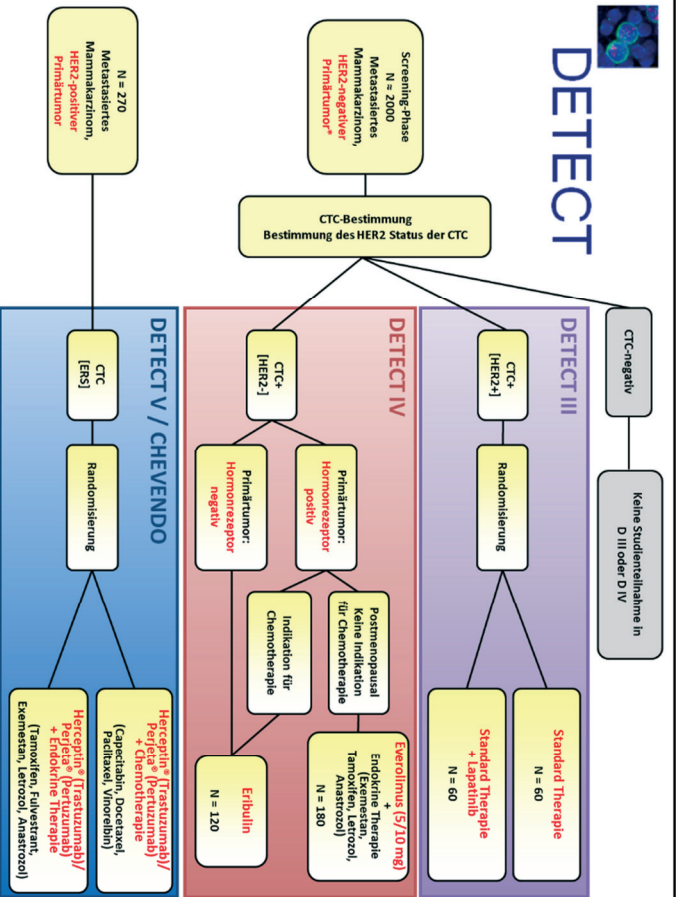 DETECT
Screening-Phase
N ≈ 2000
Metastasiertes
Mammakarzinom,
HER2-negativer
Primärtumor*
CTC-Bestimmung
Bestimmung des HER2 Status der CTC
CTC-negativ
Keine Studienteilnahme in
D III oder D IV
DETECT III
CTC+
[HER2+]
Randomisierung
Standard Therapie
N = 60
Standard Therapie
+ Lapatinib
N = 60
DETECT IV
CTC+
[HER2-]
Primärtumor:
Hormonrezeptor
positiv
Primärtumor:
Hormonrezeptor
negativ
Postmenopausal
Keine Indikation
für Chemotherapie
Indikation für
Chemotherapie
Everolimus (5/10 mg)
+
Endokrine Therapie
(Exemestan,
Tamoxifen, Letrozol,
Anastrozol)
N = 180
Eribulin
N = 120
N = 270
Metastasiertes
Mammakarzinom,
HER2-positiver
Primärtumor
DETECT V / CHEVENDO
CTC
[ERS]
Randomisierung
Herceptin® (Trastuzumab)/
Perjeta® (Pertuzumab)
+ Chemotherapie
(Capecitabin, Docetaxel,
Paclitaxel, Vinorelbin)
Herceptin® (Trastuzumab)/
Perjeta® (Pertuzumab)
+ Endokrine Therapie
(Tamoxifen, Fulvestrant,
Exemestan, Letrozol, Anastrozol)